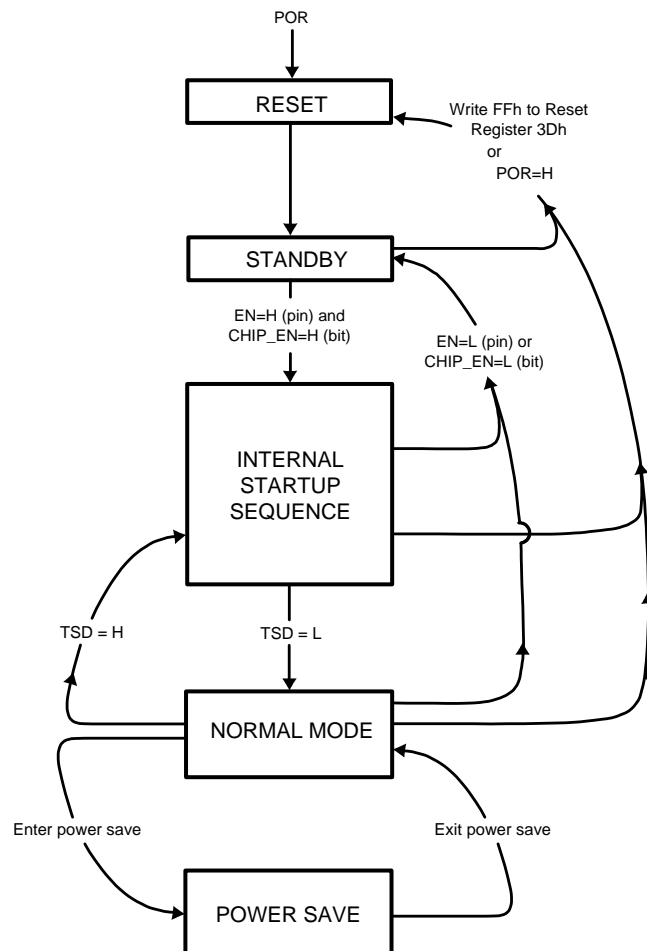 POR
RESET
Write FFh to Reset
Register 3Dh
or
POR=H
STANDBY
EN=H (pin) and
CHIP_EN=H (bit)
EN=L (pin) or
CHIP_EN=L (bit)
INTERNAL
STARTUP
SEQUENCE
TSD = H
TSD = L
NORMAL MODE
Enter power save
Exit power save
POWER SAVE